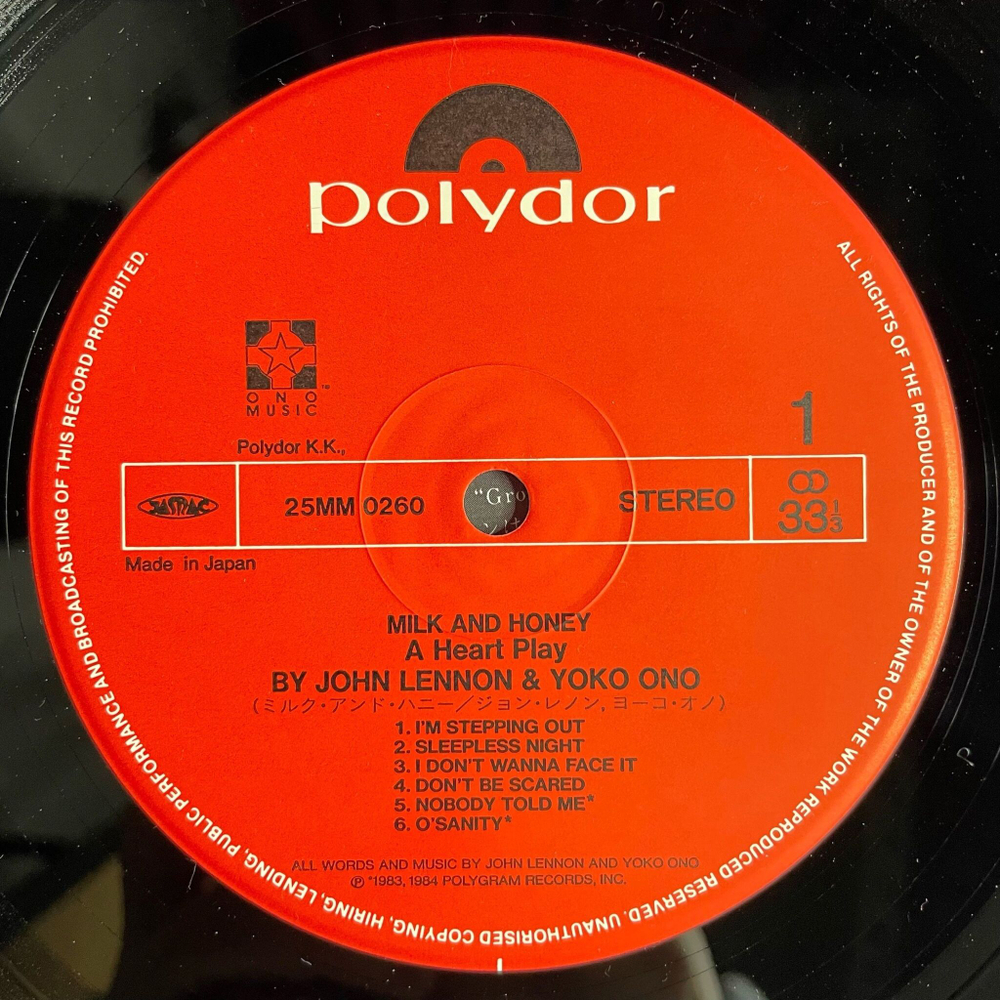 polydor
ONO
MUSIC
TM
1
Polydor K.K.,
JASRAC
25MM 0260
"Gro
STEREO
33 1/3
Made in Japan
MILK AND HONEY
A Heart Play
BY JOHN LENNON & YOKO ONO
(ミルク・アンド・ハニー/ジョン・レノン, ヨーコ・オノ)
1. I'M STEPPING OUT
2. SLEEPLESS NIGHT
3. I DON'T WANNA FACE IT
4. DON'T BE SCARED
5. NOBODY TOLD ME*
6. O'SANITY*
ALL WORDS AND MUSIC BY JOHN LENNON AND YOKO ONO
℗ *1983, 1984 POLYGRAM RECORDS, INC.
ALL RIGHTS OF THE PRODUCER AND OF THE OWNER OF THE WORK REPRODUCED RESERVED. UNAUTHORISED COPYING, HIRING, LENDING, PUBLIC PERFORMANCE AND BROADCASTING OF THIS RECORD PROHIBITED.
P